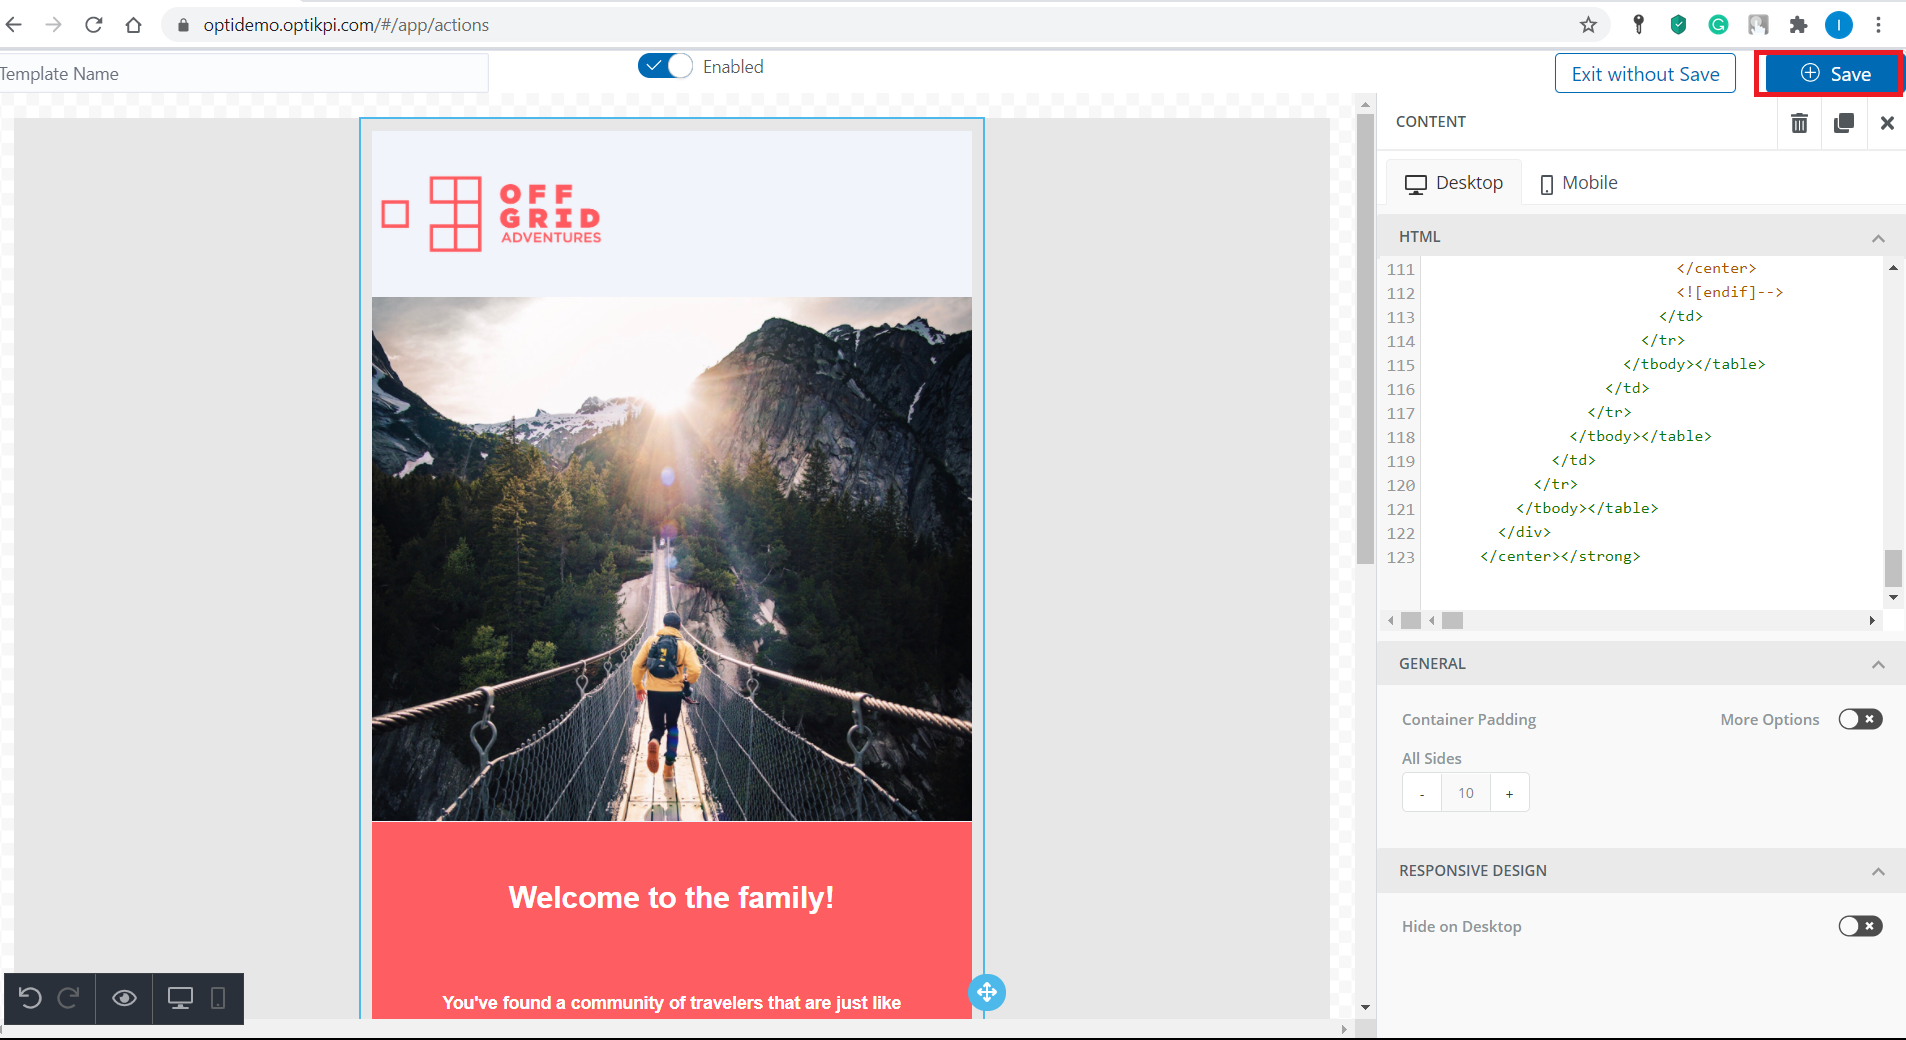 optidemo.optikpi.com/#/app/actions
I
Template Name
Enabled
Exit without Save
Save
CONTENT
Desktop
Mobile
OFF
GRID
ADVENTURES
HTML
111 </center>
112 <![endif]-->
113 </td>
114 </tr>
115 </tbody></table>
116 </td>
117 </tr>
118 </tbody></table>
119 </td>
120 </tr>
121 </tbody></table>
122 </div>
123 </center></strong>
GENERAL
Container Padding
More Options
All Sides
- 10 +
RESPONSIVE DESIGN
Hide on Desktop
Welcome to the family!
You've found a community of travelers that are just like